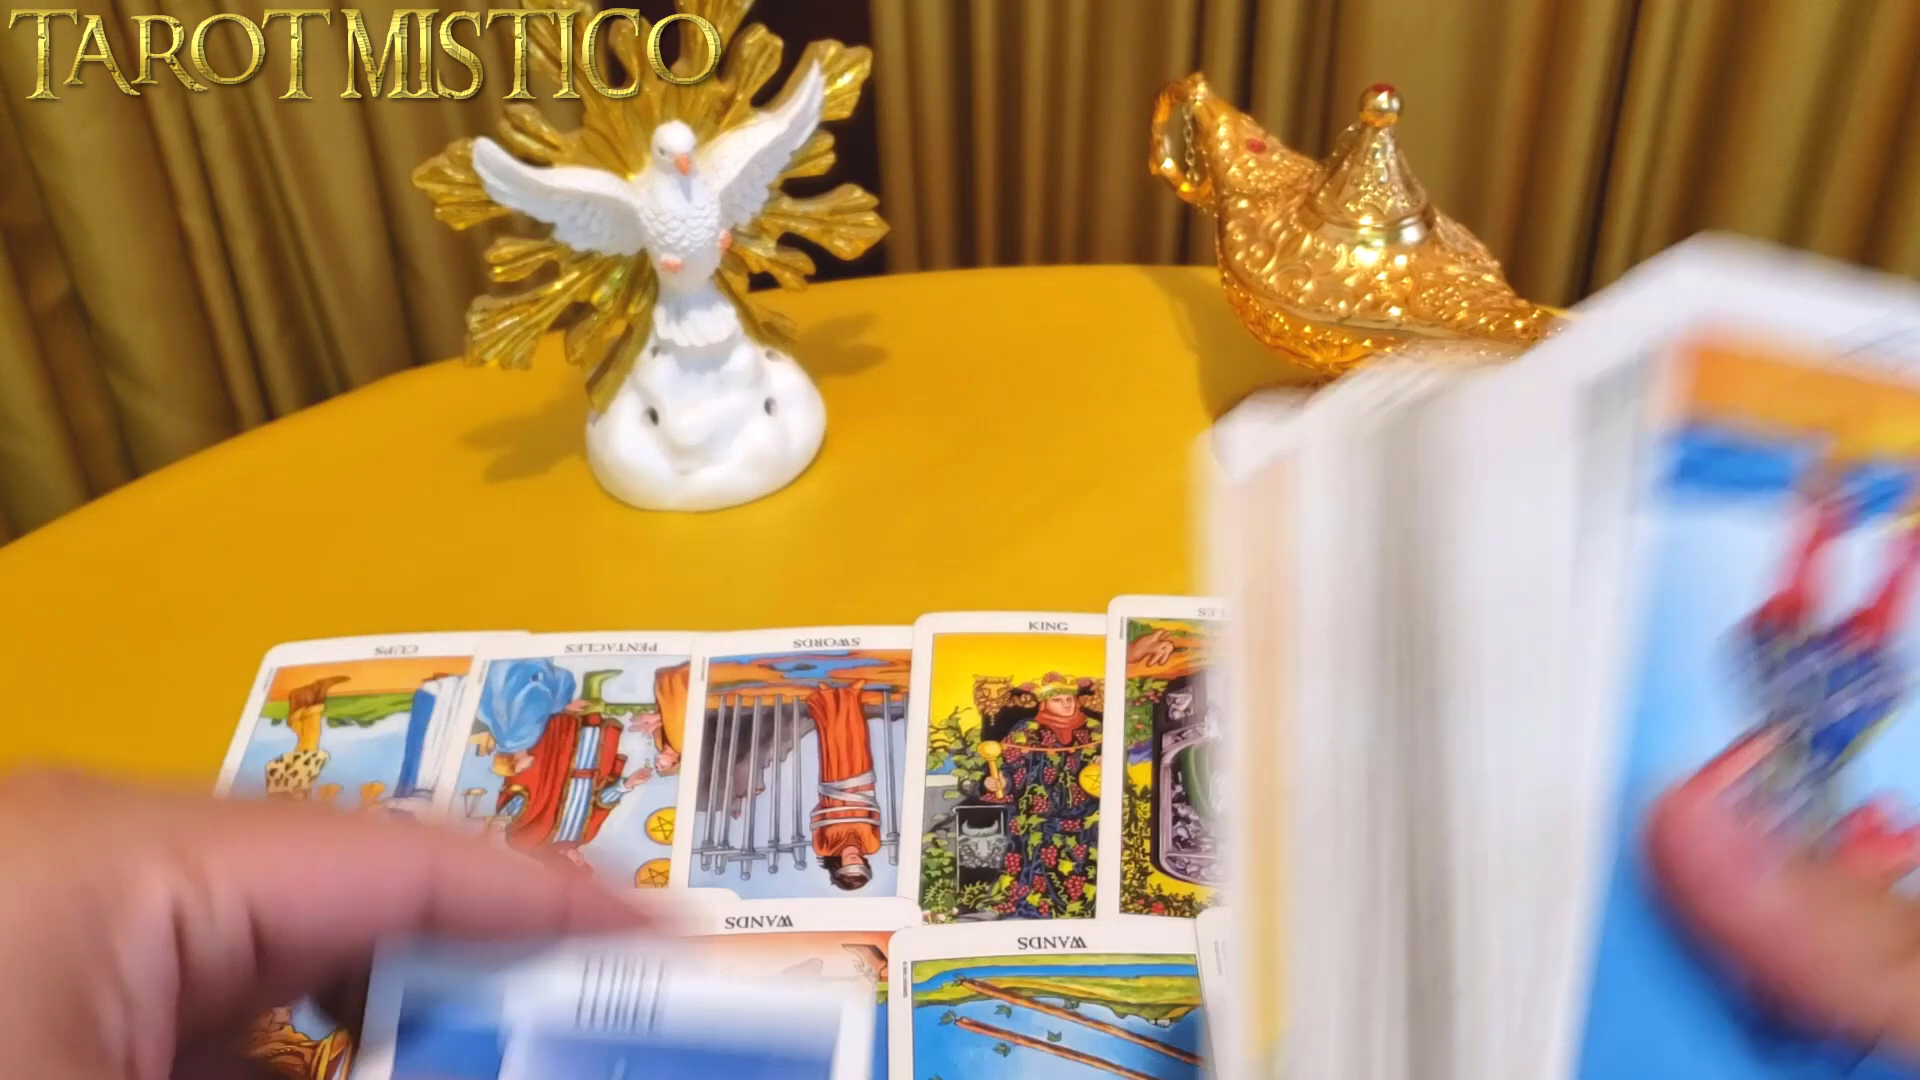 TAROT MISTICO
CUPS
PENTACLES
SWORDS
KING
WANDS
WANDS